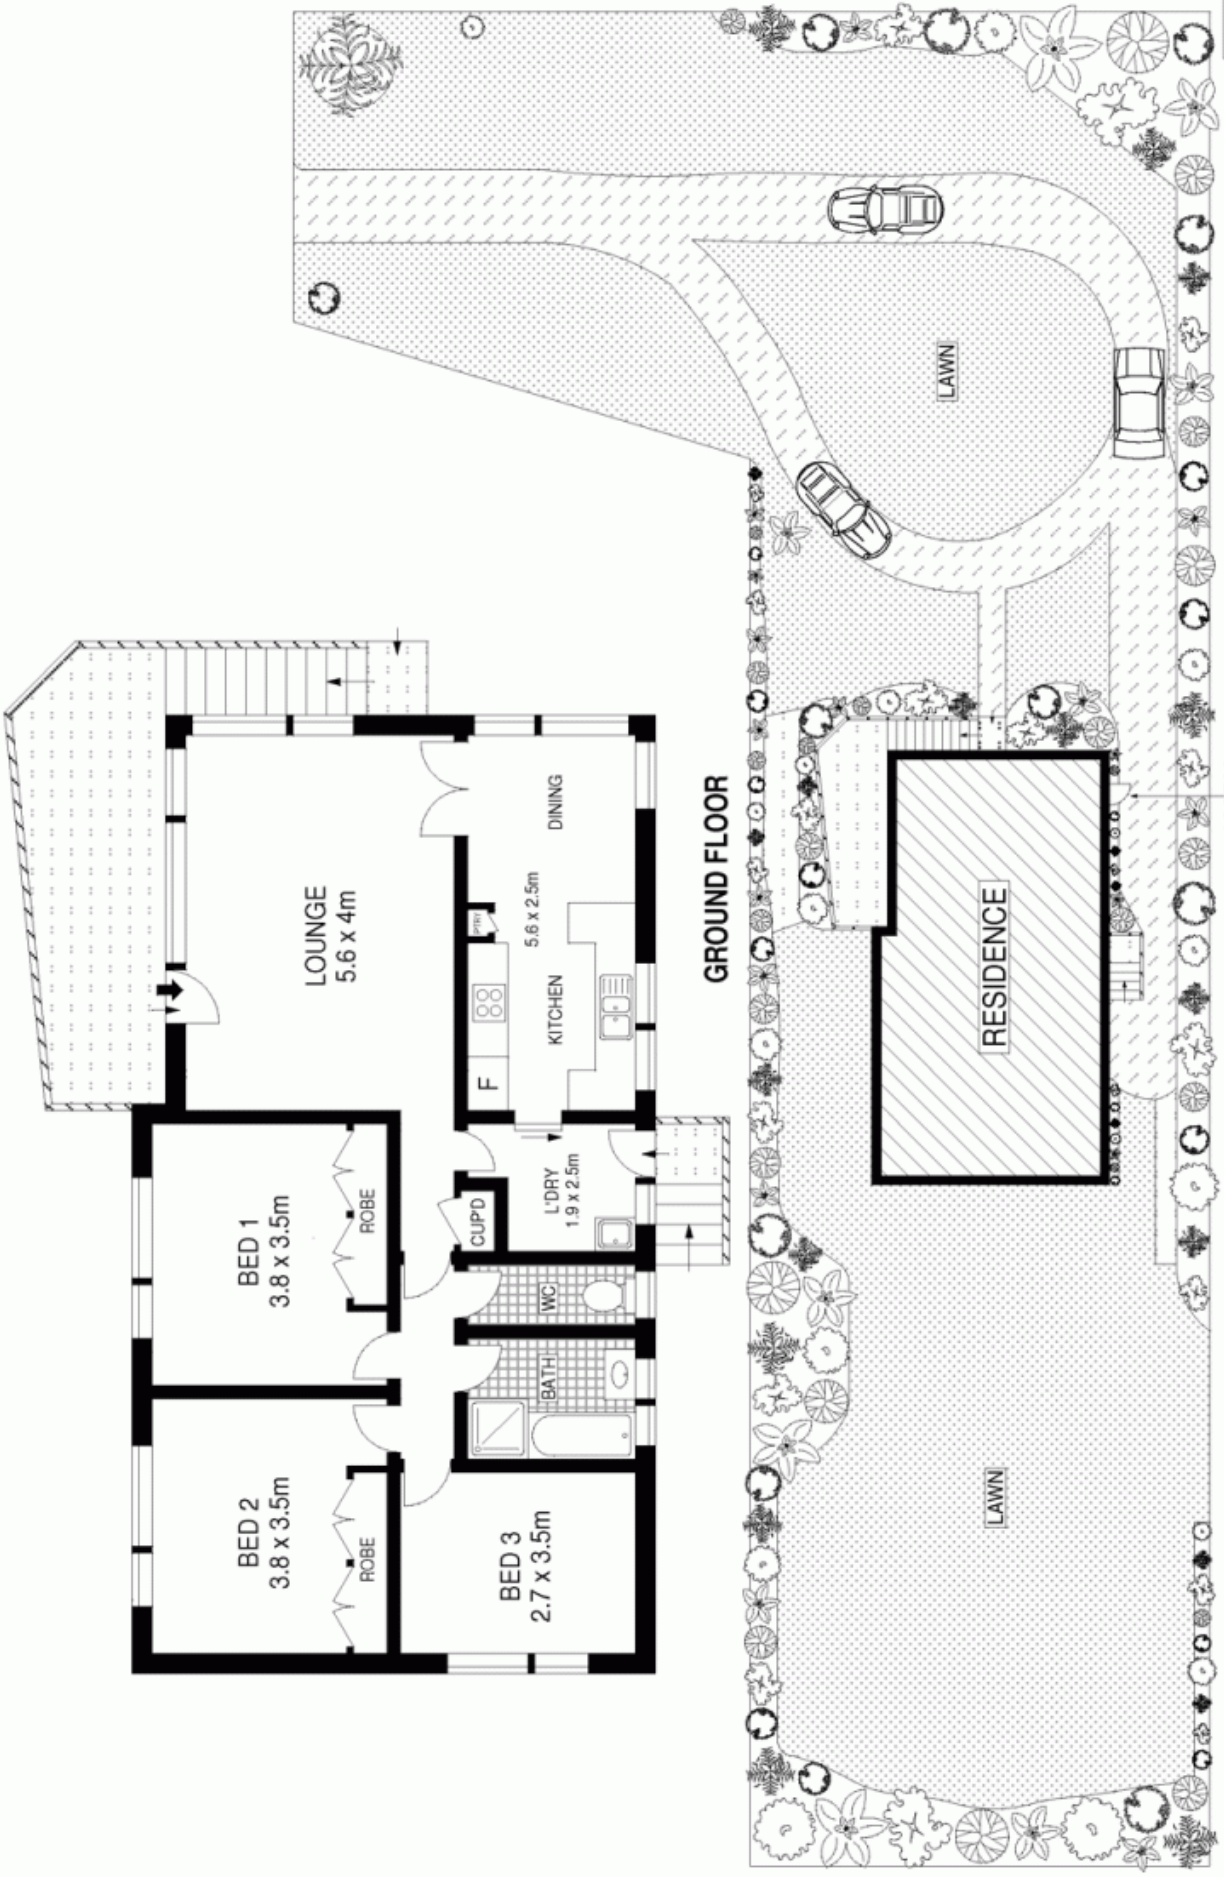 BED 2
3.8 x 3.5m
ROBE
BED 1
3.8 x 3.5m
ROBE
LOUNGE
5.6 x 4m
BED 3
2.7 x 3.5m
BATH
WC
CUP'D
L'DRY
1.9 x 2.5m
F
PTRY
KITCHEN
5.6 x 2.5m
DINING
GROUND FLOOR
LAWN
RESIDENCE
LAWN